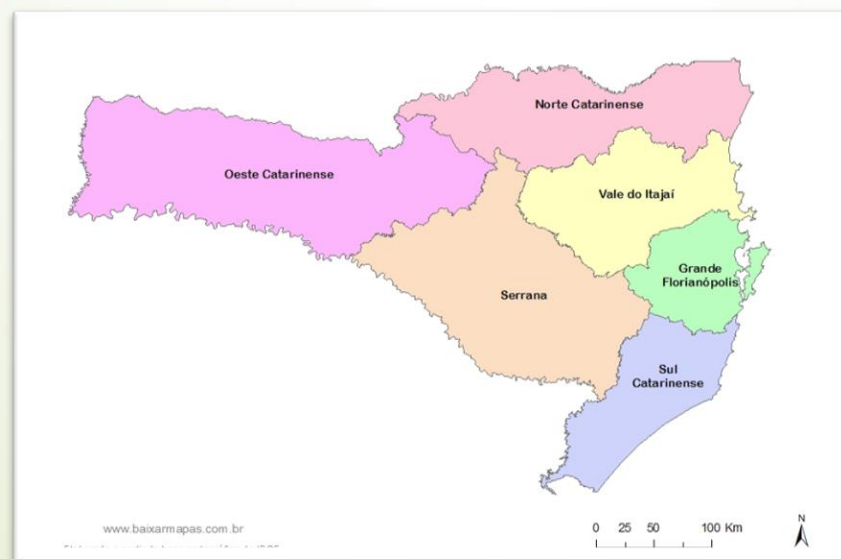 Norte Catarinense
Oeste Catarinense
Vale do Itajaí
Grande
Florianópolis
Serrana
Sul
Catarinense
www.baixarmapas.com.br
0 25 50 100 Km
N